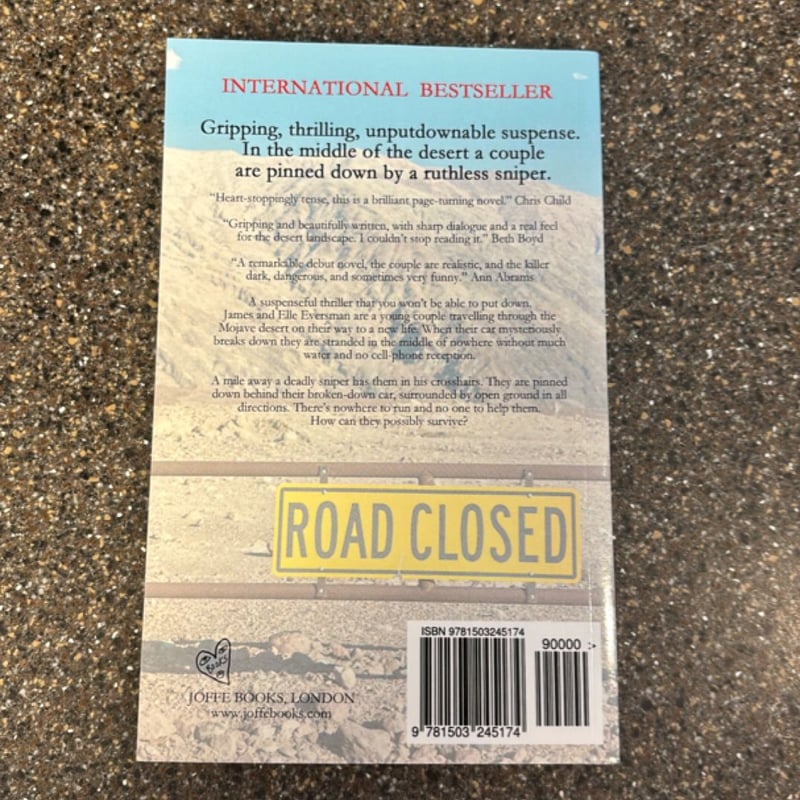 INTERNATIONAL BESTSELLER
Gripping, thrilling, unputdownable suspense.
In the middle of the desert a couple
are pinned down by a ruthless sniper.
“Heart-stoppingly tense, this is a brilliant page-turning novel.” Chris Child
“Gripping and beautifully written, with sharp dialogue and a real feel
for the desert landscape. I couldn’t stop reading it.” Beth Boyd
“A remarkable debut novel, the couple are realistic, and the killer
dark, dangerous, and sometimes very funny.” Ann Abrams
A suspenseful thriller that you won’t be able to put down.
James and Elle Eversman are a young couple travelling through the
Mojave desert on their way to a new life. When their car mysteriously
breaks down they are stranded in the middle of nowhere without much
water and no cell-phone reception.
A mile away a deadly sniper has them in his crosshairs. They are pinned
down behind their broken-down car, surrounded by open ground in all
directions. There’s nowhere to run and no one to help them.
How can they possibly survive?
ROAD CLOSED
ISBN 9781503245174
90000 >
9 781503 245174
BOOKS
JOFFE BOOKS, LONDON
www.joffebooks.com